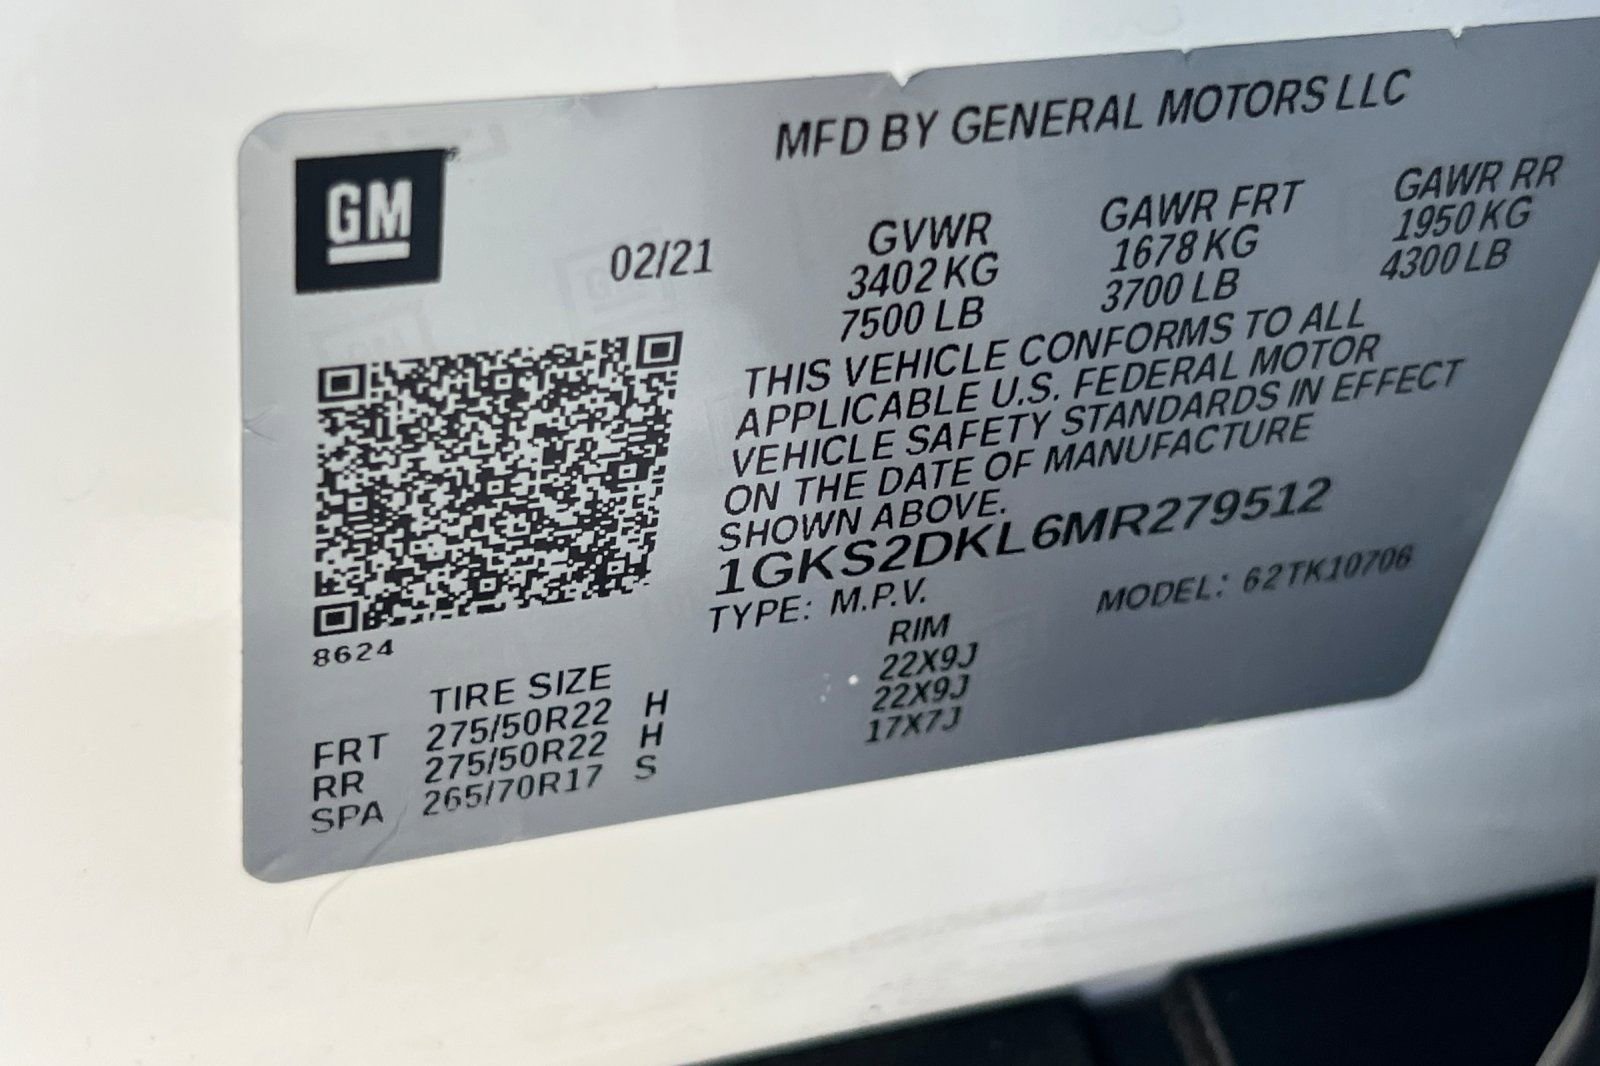 MFD BY GENERAL MOTORS LLC
GM
02/21
GVWR GAWR FRT GAWR RR
3402 KG 1678 KG 1950 KG
7500 LB 3700 LB 4300 LB
THIS VEHICLE CONFORMS TO ALL
APPLICABLE U.S. FEDERAL MOTOR
VEHICLE SAFETY STANDARDS IN EFFECT
ON THE DATE OF MANUFACTURE
SHOWN ABOVE.
1GKS2DKL6MR279512
TYPE: M.P.V. MODEL: 62TK10706
8624
TIRE SIZE RIM
FRT 275/50R22 H 22X9J
RR 275/50R22 H 22X9J
SPA 265/70R17 S 17X7J